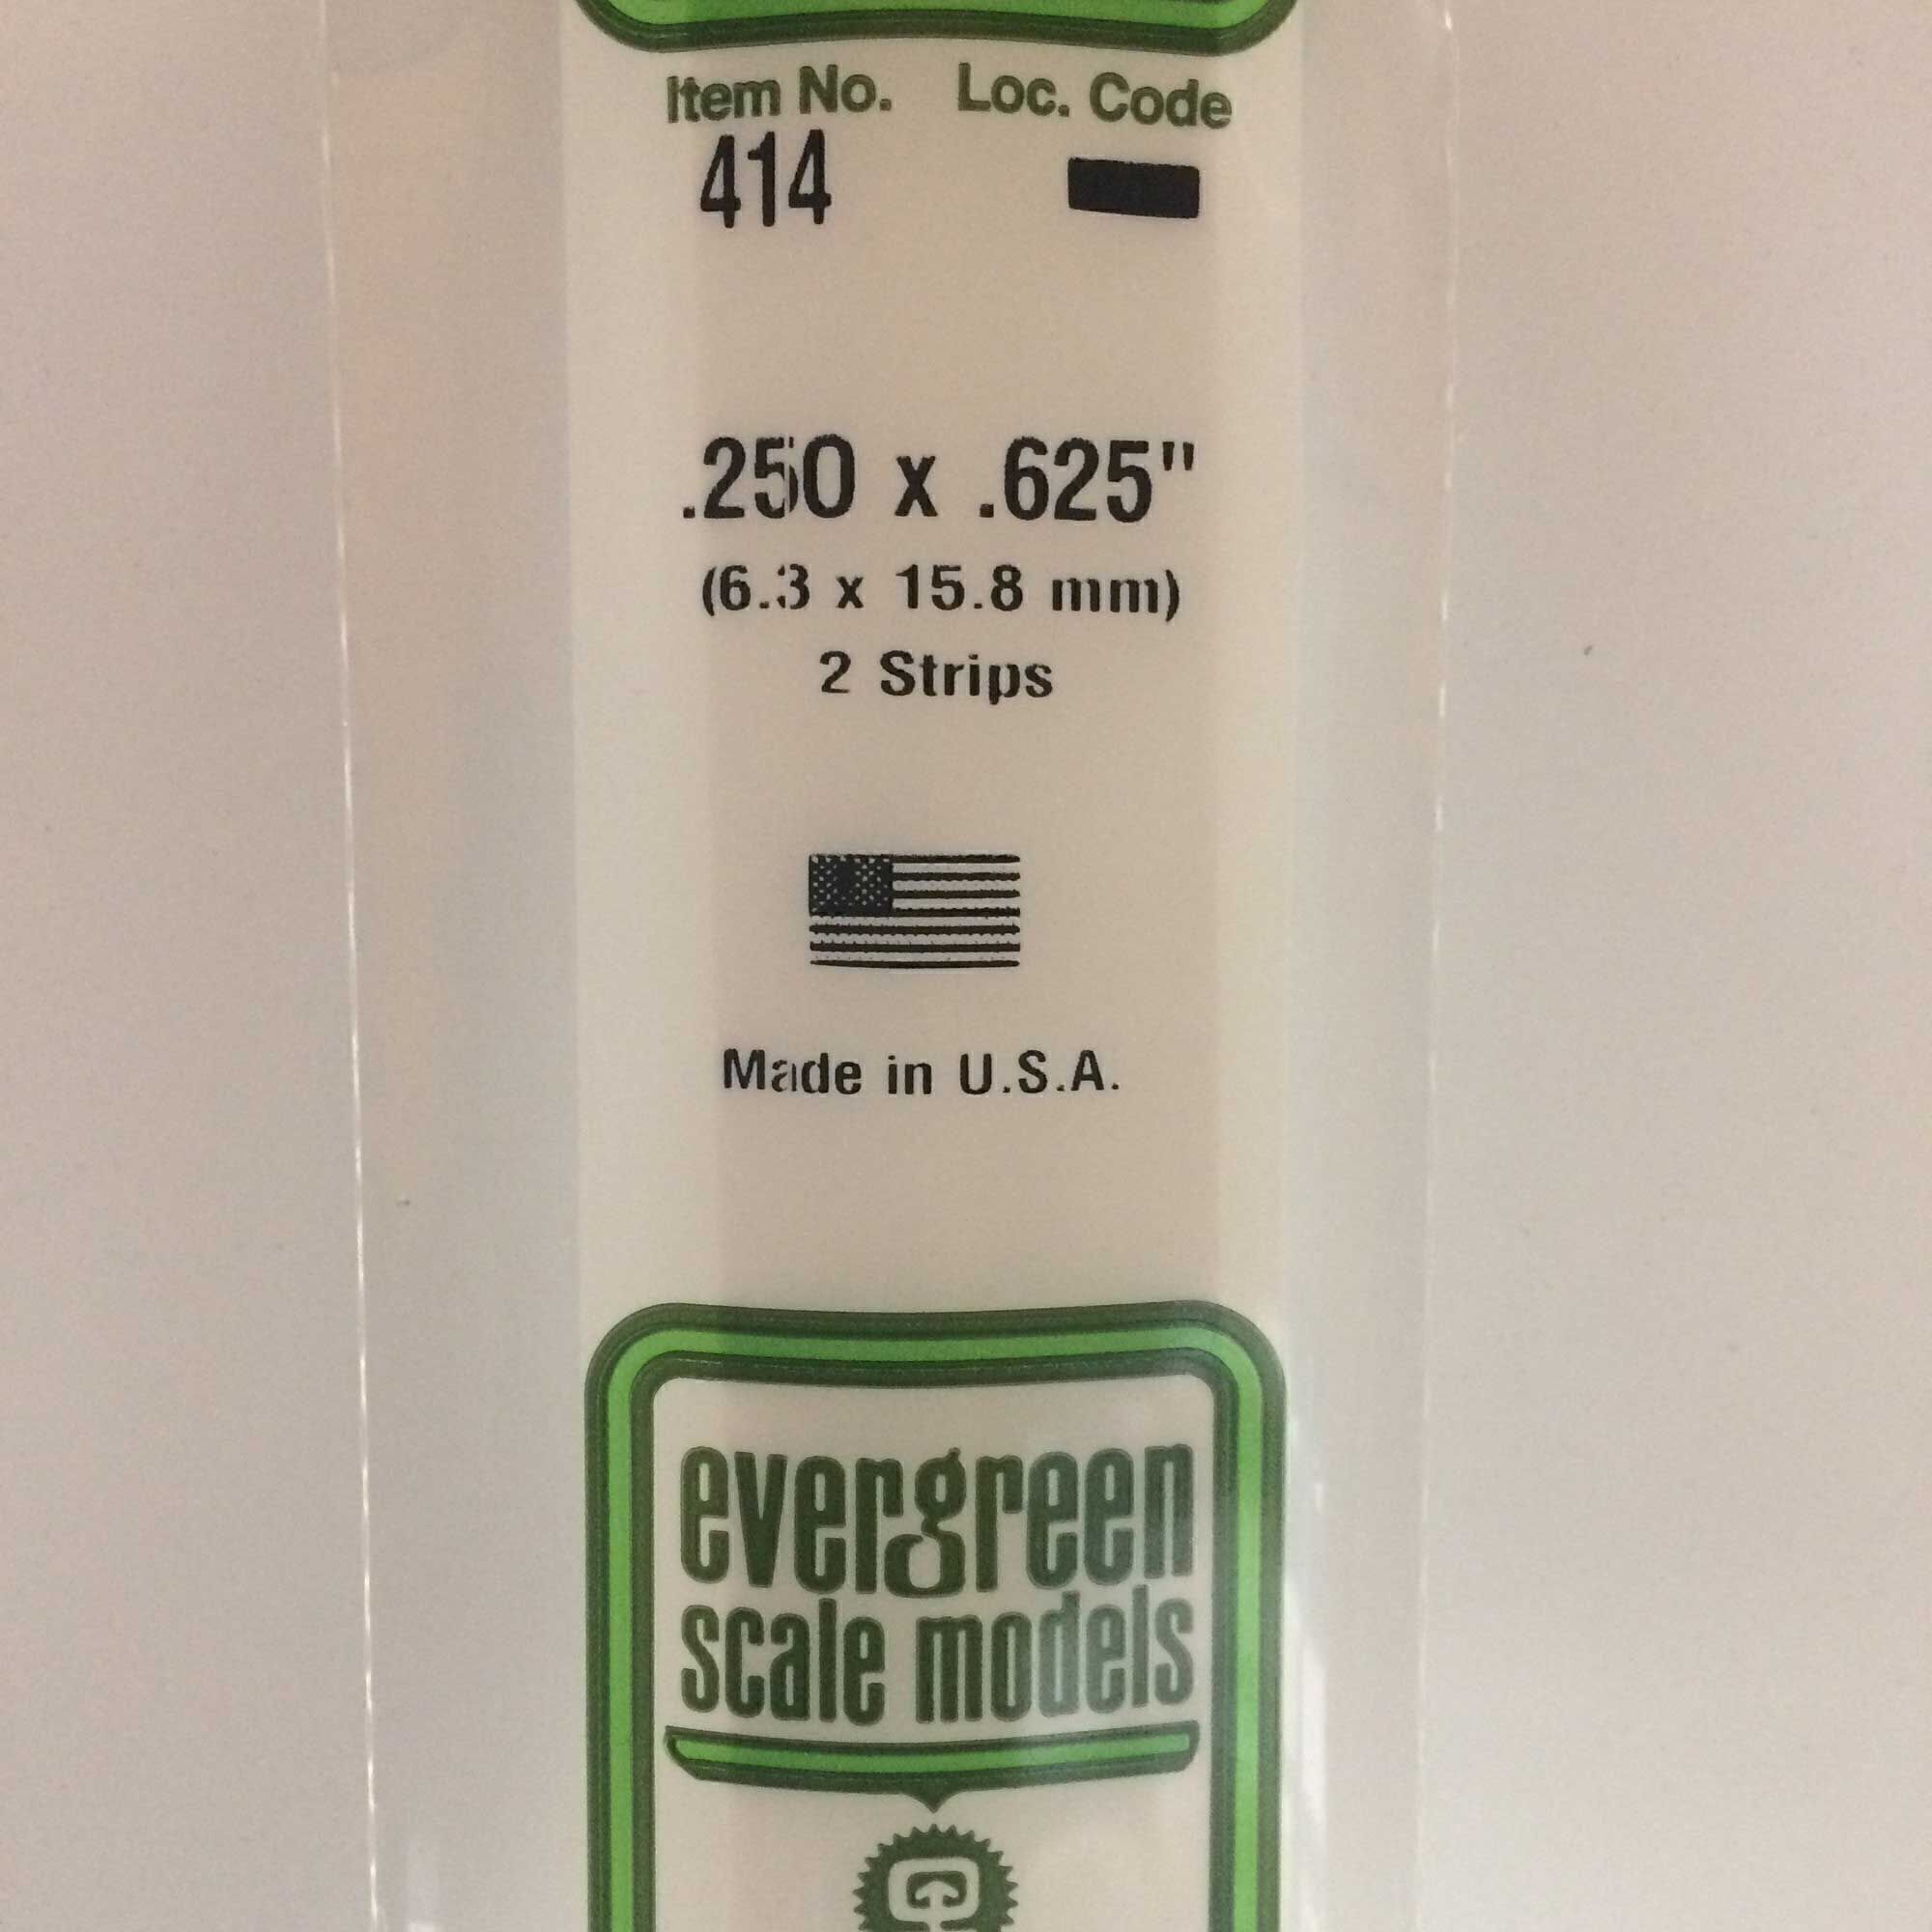 Item No. Loc. Code
414
.250 x .625"
(6.3 x 15.8 mm)
2 Strips
Made in U.S.A.
evergreen
scale models